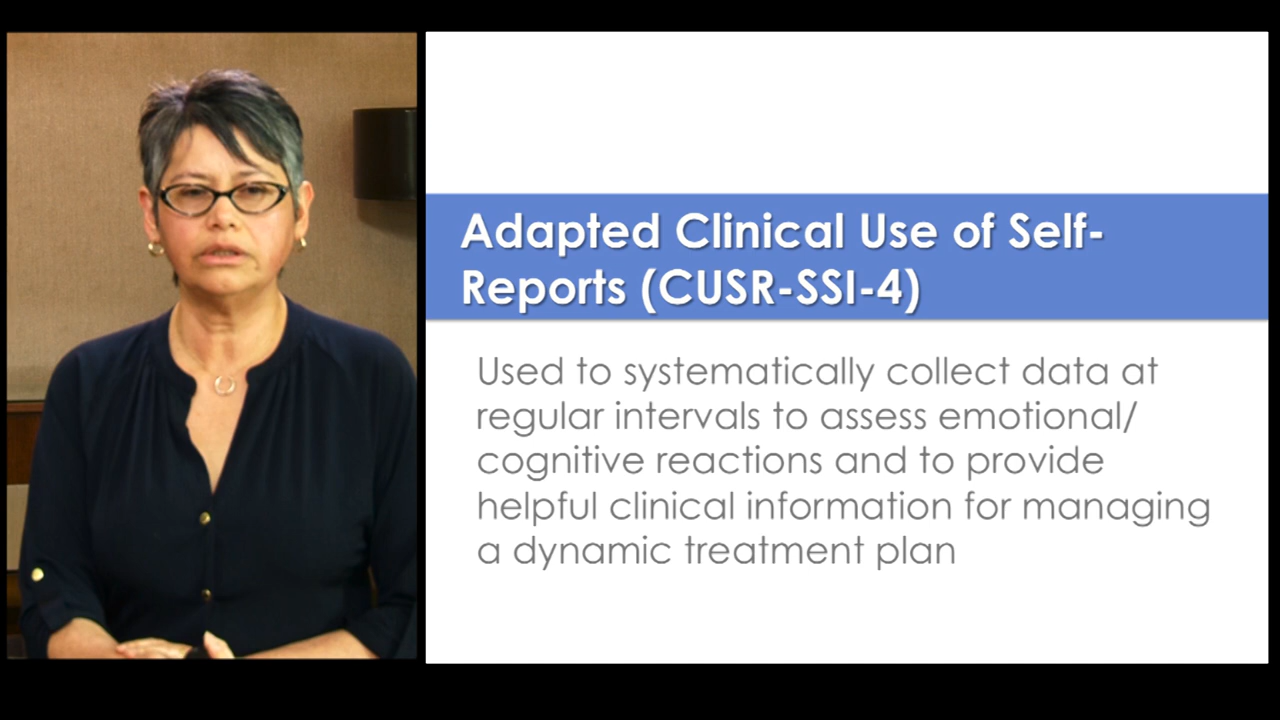 Adapted Clinical Use of Self-
Reports (CUSR-SSI-4)
Used to systematically collect data at
regular intervals to assess emotional/
cognitive reactions and to provide
helpful clinical information for managing
a dynamic treatment plan